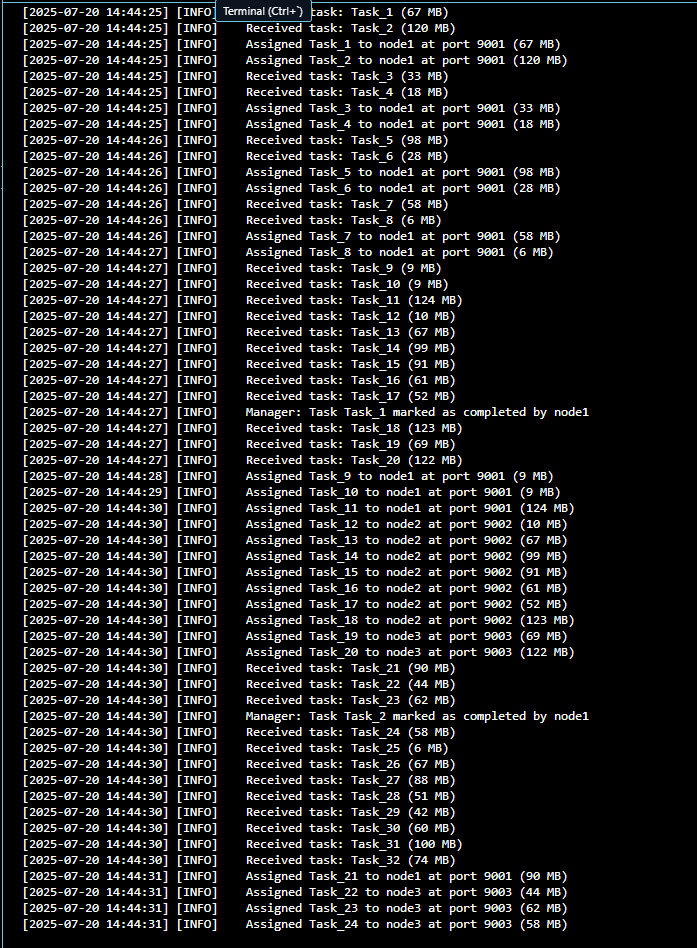 [2025-07-20 14:44:25] [INFO] Terminal (Ctrl+`) task: Task_1 (67 MB)
[2025-07-20 14:44:25] [INFO] Received task: Task_2 (120 MB)
[2025-07-20 14:44:25] [INFO] Assigned Task_1 to node1 at port 9001 (67 MB)
[2025-07-20 14:44:25] [INFO] Assigned Task_2 to node1 at port 9001 (120 MB)
[2025-07-20 14:44:25] [INFO] Received task: Task_3 (33 MB)
[2025-07-20 14:44:25] [INFO] Received task: Task_4 (18 MB)
[2025-07-20 14:44:25] [INFO] Assigned Task_3 to node1 at port 9001 (33 MB)
[2025-07-20 14:44:25] [INFO] Assigned Task_4 to node1 at port 9001 (18 MB)
[2025-07-20 14:44:26] [INFO] Received task: Task_5 (98 MB)
[2025-07-20 14:44:26] [INFO] Received task: Task_6 (28 MB)
[2025-07-20 14:44:26] [INFO] Assigned Task_5 to node1 at port 9001 (98 MB)
[2025-07-20 14:44:26] [INFO] Assigned Task_6 to node1 at port 9001 (28 MB)
[2025-07-20 14:44:26] [INFO] Received task: Task_7 (58 MB)
[2025-07-20 14:44:26] [INFO] Received task: Task_8 (6 MB)
[2025-07-20 14:44:26] [INFO] Assigned Task_7 to node1 at port 9001 (58 MB)
[2025-07-20 14:44:27] [INFO] Assigned Task_8 to node1 at port 9001 (6 MB)
[2025-07-20 14:44:27] [INFO] Received task: Task_9 (9 MB)
[2025-07-20 14:44:27] [INFO] Received task: Task_10 (9 MB)
[2025-07-20 14:44:27] [INFO] Received task: Task_11 (124 MB)
[2025-07-20 14:44:27] [INFO] Received task: Task_12 (10 MB)
[2025-07-20 14:44:27] [INFO] Received task: Task_13 (67 MB)
[2025-07-20 14:44:27] [INFO] Received task: Task_14 (99 MB)
[2025-07-20 14:44:27] [INFO] Received task: Task_15 (91 MB)
[2025-07-20 14:44:27] [INFO] Received task: Task_16 (61 MB)
[2025-07-20 14:44:27] [INFO] Received task: Task_17 (52 MB)
[2025-07-20 14:44:27] [INFO] Manager: Task Task_1 marked as completed by node1
[2025-07-20 14:44:27] [INFO] Received task: Task_18 (123 MB)
[2025-07-20 14:44:27] [INFO] Received task: Task_19 (69 MB)
[2025-07-20 14:44:27] [INFO] Received task: Task_20 (122 MB)
[2025-07-20 14:44:28] [INFO] Assigned Task_9 to node1 at port 9001 (9 MB)
[2025-07-20 14:44:29] [INFO] Assigned Task_10 to node1 at port 9001 (9 MB)
[2025-07-20 14:44:30] [INFO] Assigned Task_11 to node1 at port 9001 (124 MB)
[2025-07-20 14:44:30] [INFO] Assigned Task_12 to node2 at port 9002 (10 MB)
[2025-07-20 14:44:30] [INFO] Assigned Task_13 to node2 at port 9002 (67 MB)
[2025-07-20 14:44:30] [INFO] Assigned Task_14 to node2 at port 9002 (99 MB)
[2025-07-20 14:44:30] [INFO] Assigned Task_15 to node2 at port 9002 (91 MB)
[2025-07-20 14:44:30] [INFO] Assigned Task_16 to node2 at port 9002 (61 MB)
[2025-07-20 14:44:30] [INFO] Assigned Task_17 to node2 at port 9002 (52 MB)
[2025-07-20 14:44:30] [INFO] Assigned Task_18 to node2 at port 9002 (123 MB)
[2025-07-20 14:44:30] [INFO] Assigned Task_19 to node3 at port 9003 (69 MB)
[2025-07-20 14:44:30] [INFO] Assigned Task_20 to node3 at port 9003 (122 MB)
[2025-07-20 14:44:30] [INFO] Received task: Task_21 (90 MB)
[2025-07-20 14:44:30] [INFO] Received task: Task_22 (44 MB)
[2025-07-20 14:44:30] [INFO] Received task: Task_23 (62 MB)
[2025-07-20 14:44:30] [INFO] Manager: Task Task_2 marked as completed by node1
[2025-07-20 14:44:30] [INFO] Received task: Task_24 (58 MB)
[2025-07-20 14:44:30] [INFO] Received task: Task_25 (6 MB)
[2025-07-20 14:44:30] [INFO] Received task: Task_26 (67 MB)
[2025-07-20 14:44:30] [INFO] Received task: Task_27 (88 MB)
[2025-07-20 14:44:30] [INFO] Received task: Task_28 (51 MB)
[2025-07-20 14:44:30] [INFO] Received task: Task_29 (42 MB)
[2025-07-20 14:44:30] [INFO] Received task: Task_30 (60 MB)
[2025-07-20 14:44:30] [INFO] Received task: Task_31 (100 MB)
[2025-07-20 14:44:30] [INFO] Received task: Task_32 (74 MB)
[2025-07-20 14:44:31] [INFO] Assigned Task_21 to node1 at port 9001 (90 MB)
[2025-07-20 14:44:31] [INFO] Assigned Task_22 to node3 at port 9003 (44 MB)
[2025-07-20 14:44:31] [INFO] Assigned Task_23 to node3 at port 9003 (62 MB)
[2025-07-20 14:44:31] [INFO] Assigned Task_24 to node3 at port 9003 (58 MB)